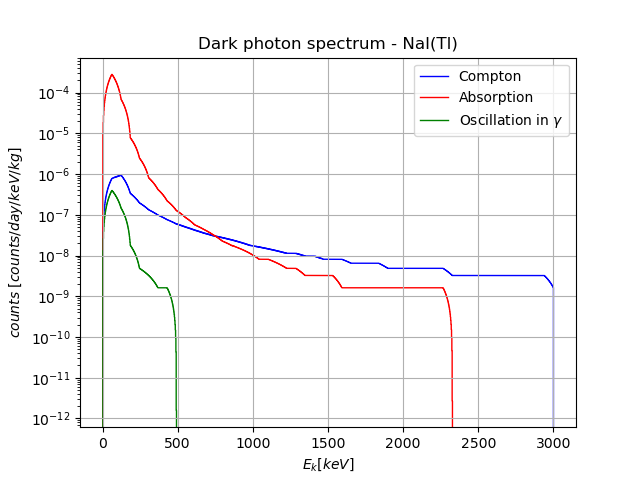 Dark photon spectrum - NaI(Tl)
Compton
Absorption
Oscillation in γ
counts [counts/day/keV/kg]
10⁻⁴
10⁻⁵
10⁻⁶
10⁻⁷
10⁻⁸
10⁻⁹
10⁻¹⁰
10⁻¹¹
10⁻¹²
0 500 1000 1500 2000 2500 3000
E_k[keV]